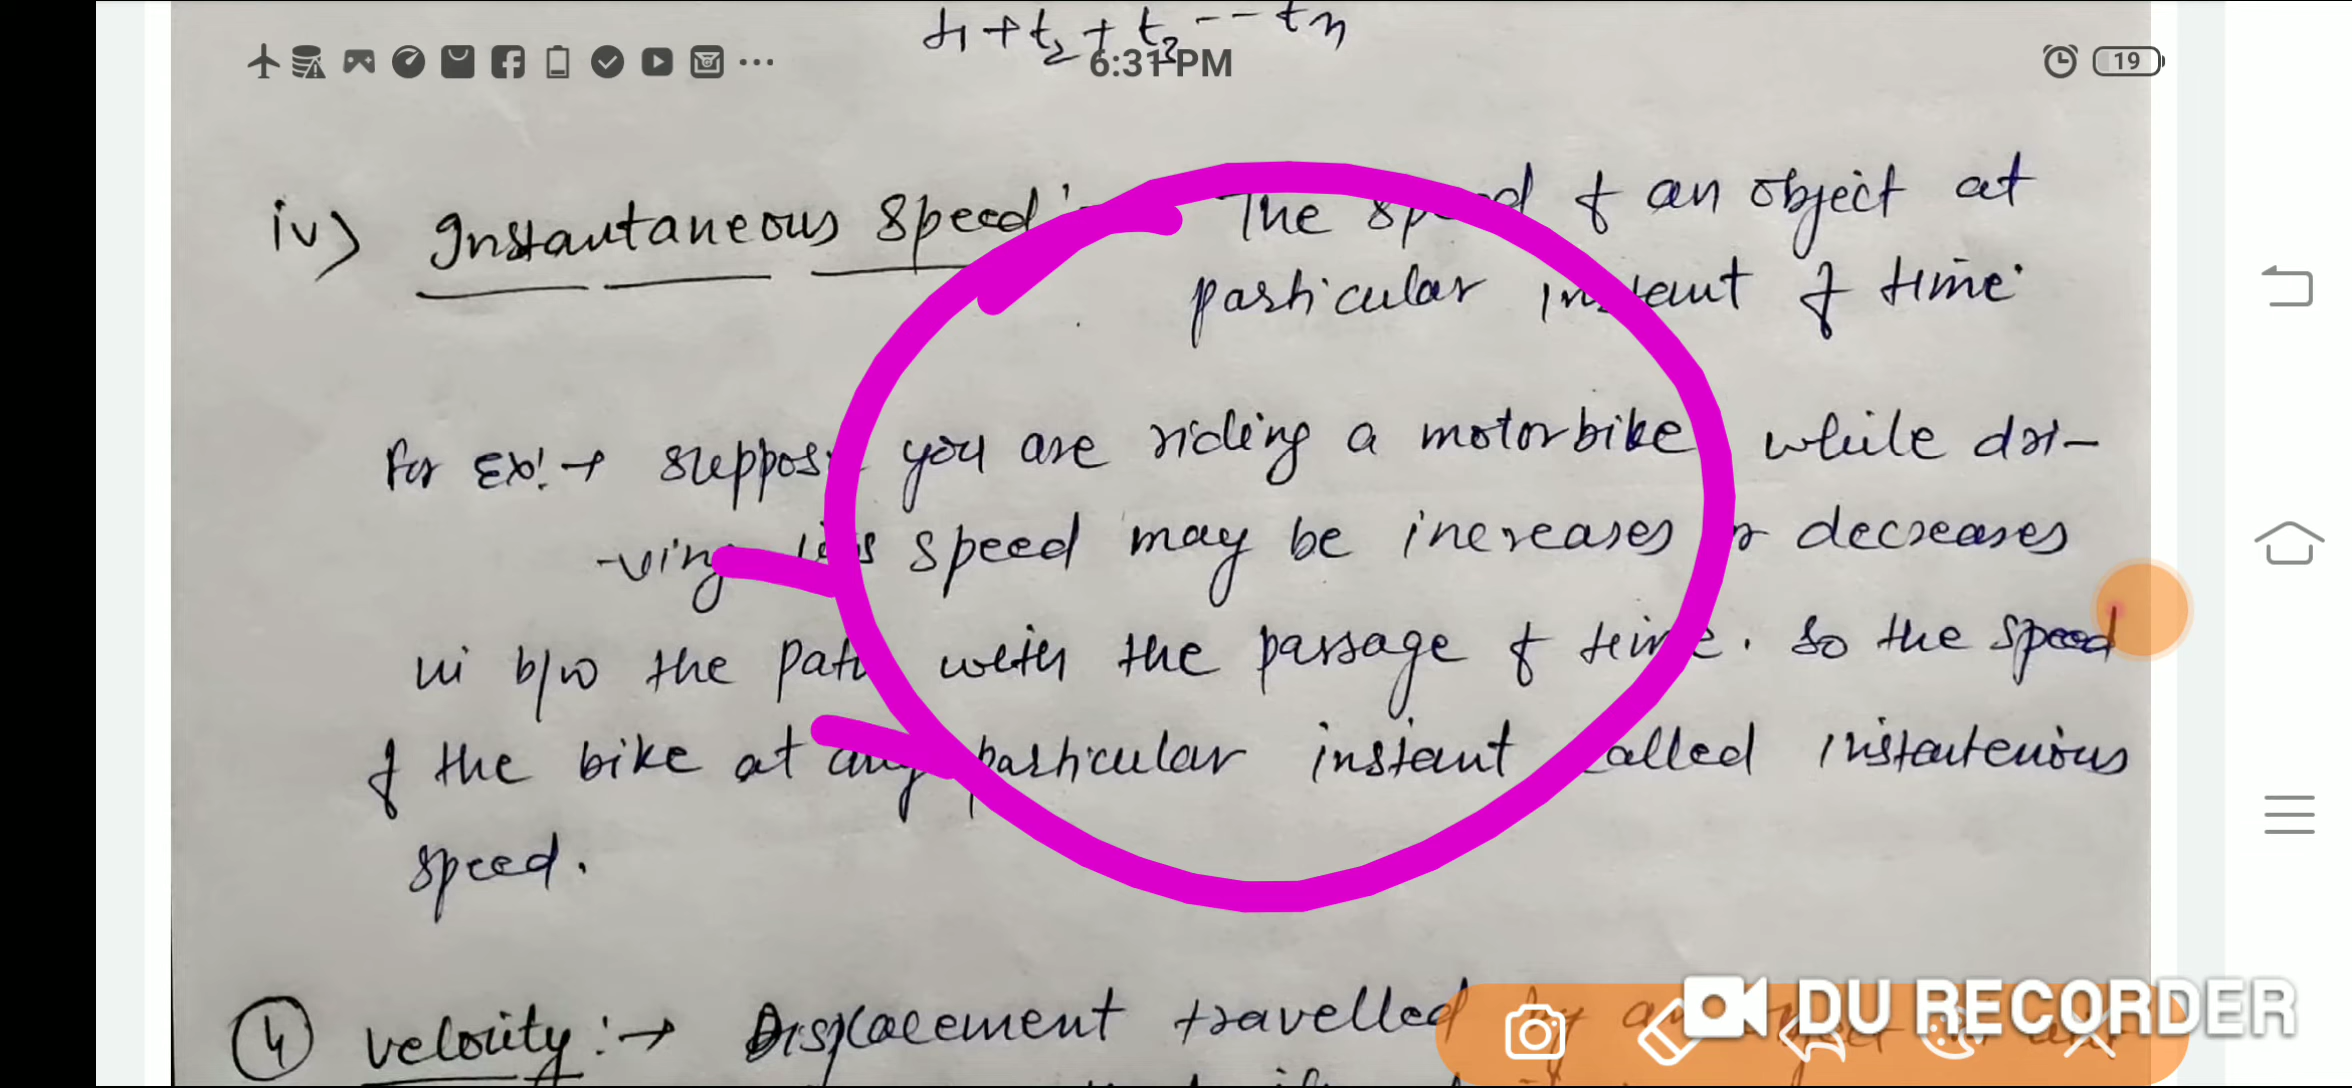 t1 + t2 + t3 -- tn
6:31 PM
19
iv) Instantaneous speed:
The speed of an object at
particular instant of time.
For Ex! → suppose you are riding a motorbike while dri-
-ving speed may be increases or decreases
in b/w the path with the passage of time. So the speed
of the bike at any particular instant called instantenious
speed.
4 velocity :→ Displacement travelled by an
DU RECORDER